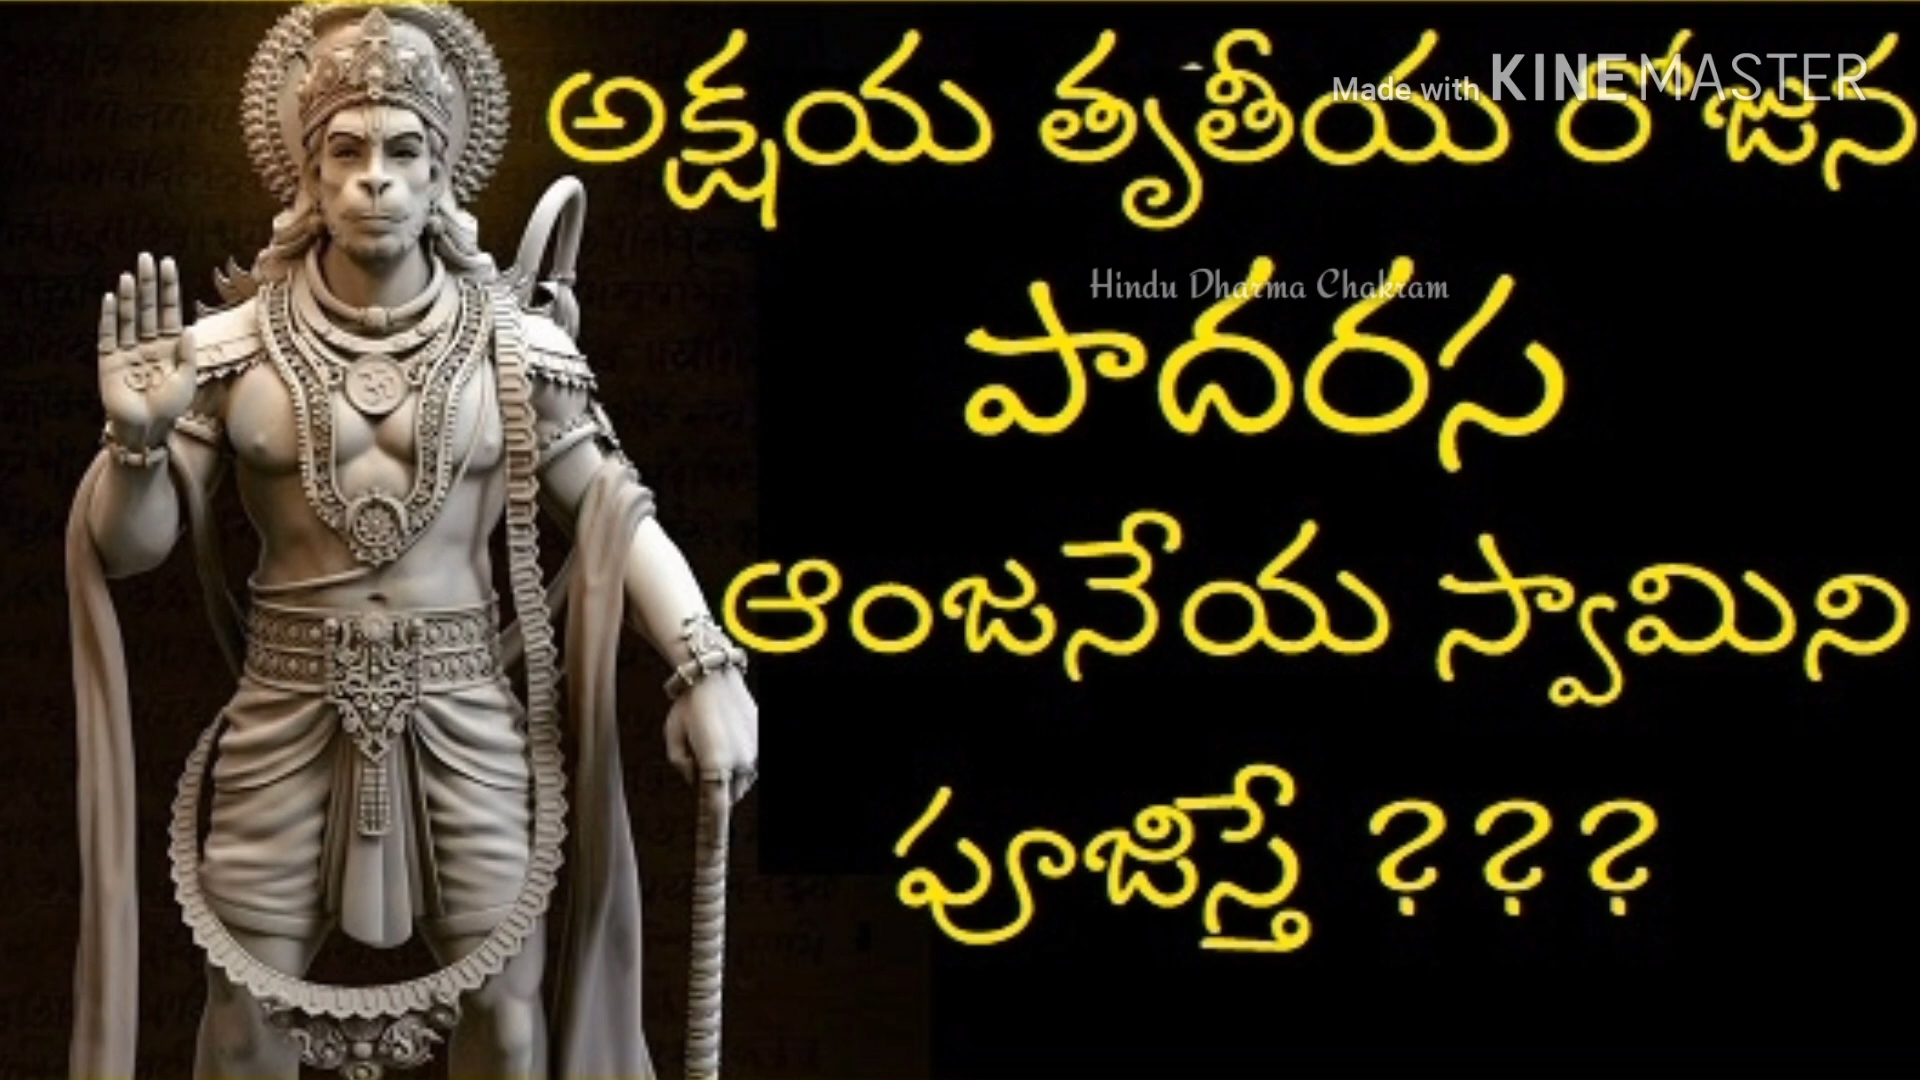 అక్షయ తృతీయ రోజున
Made with KINEMASTER
Hindu Dharma Chakram
పాదరస
ఆంజనేయ స్వామిని
పూజిస్తే ???